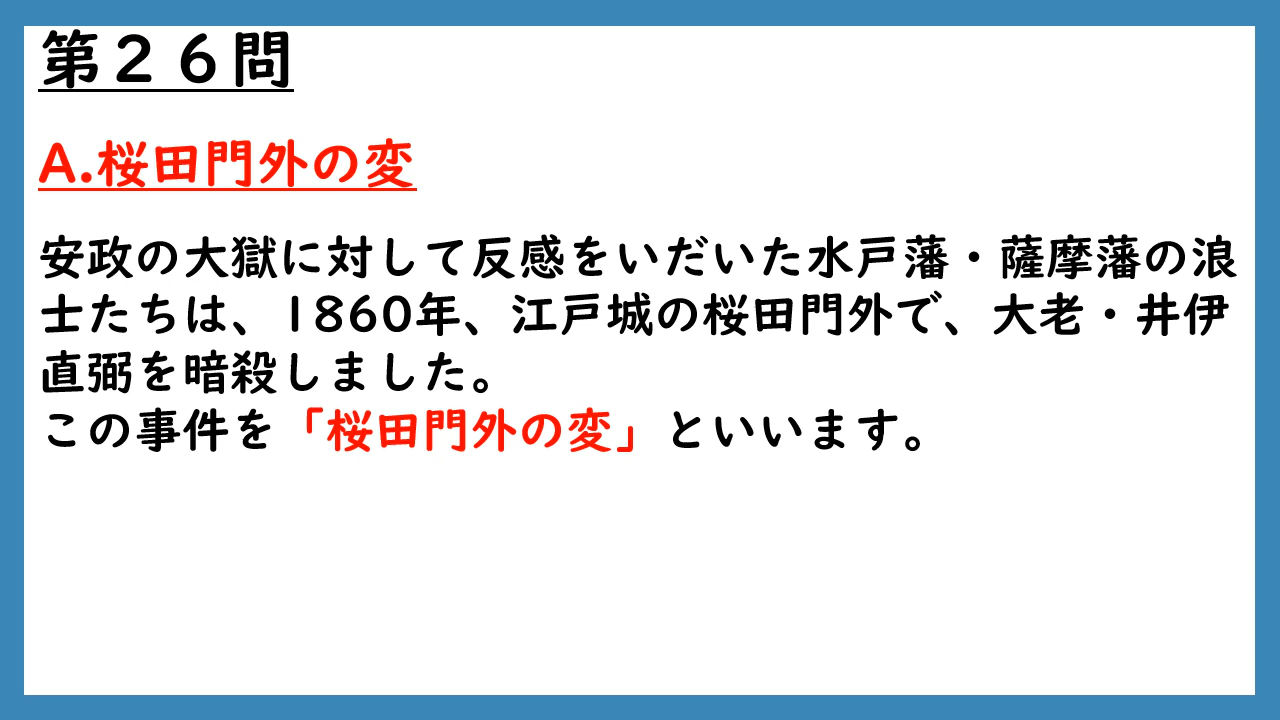 第２６問
A.桜田門外の変
安政の大獄に対して反感をいだいた水戸藩・薩摩藩の浪
士たちは、1860年、江戸城の桜田門外で、大老・井伊
直弼を暗殺しました。
この事件を「桜田門外の変」といいます。